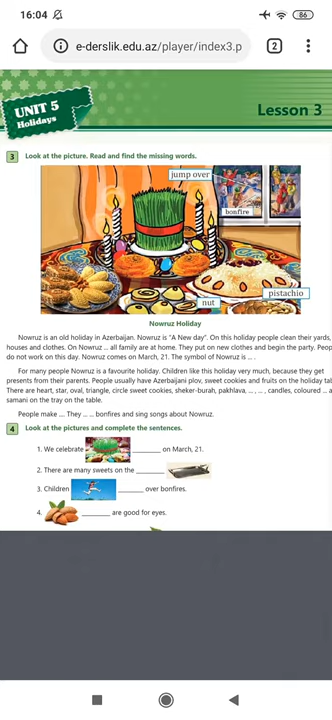 16:04
86
e-derslik.edu.az/player/index3.p
2
UNIT 5
Holidays
Lesson 3
3 Look at the picture. Read and find the missing words.
jump over
bonfire
pistachio
nut
Nowruz Holiday
Nowruz is an old holiday in Azerbaijan. Nowruz is "A New day". On this holiday people clean their yards,
houses and clothes. On Nowruz ... all family are at home. They put on new clothes and begin the party. Peop
do not work on this day. Nowruz comes on March, 21. The symbol of Nowruz is ... .
For many people Nowruz is a favourite holiday. Children like this holiday very much, because they get
presents from their parents. People usually have Azerbaijani plov, sweet cookies and fruits on the holiday tal
There are heart, star, oval, triangle, circle sweet cookies, sheker-burah, pakhlava, ... , ... , candles, coloured ... a
samani on the tray on the table.
People make .... They ... ... bonfires and sing songs about Nowruz.
4 Look at the pictures and complete the sentences.
1. We celebrate ________ on March, 21.
2. There are many sweets on the ________
3. Children ________ over bonfires.
4. ________ are good for eyes.